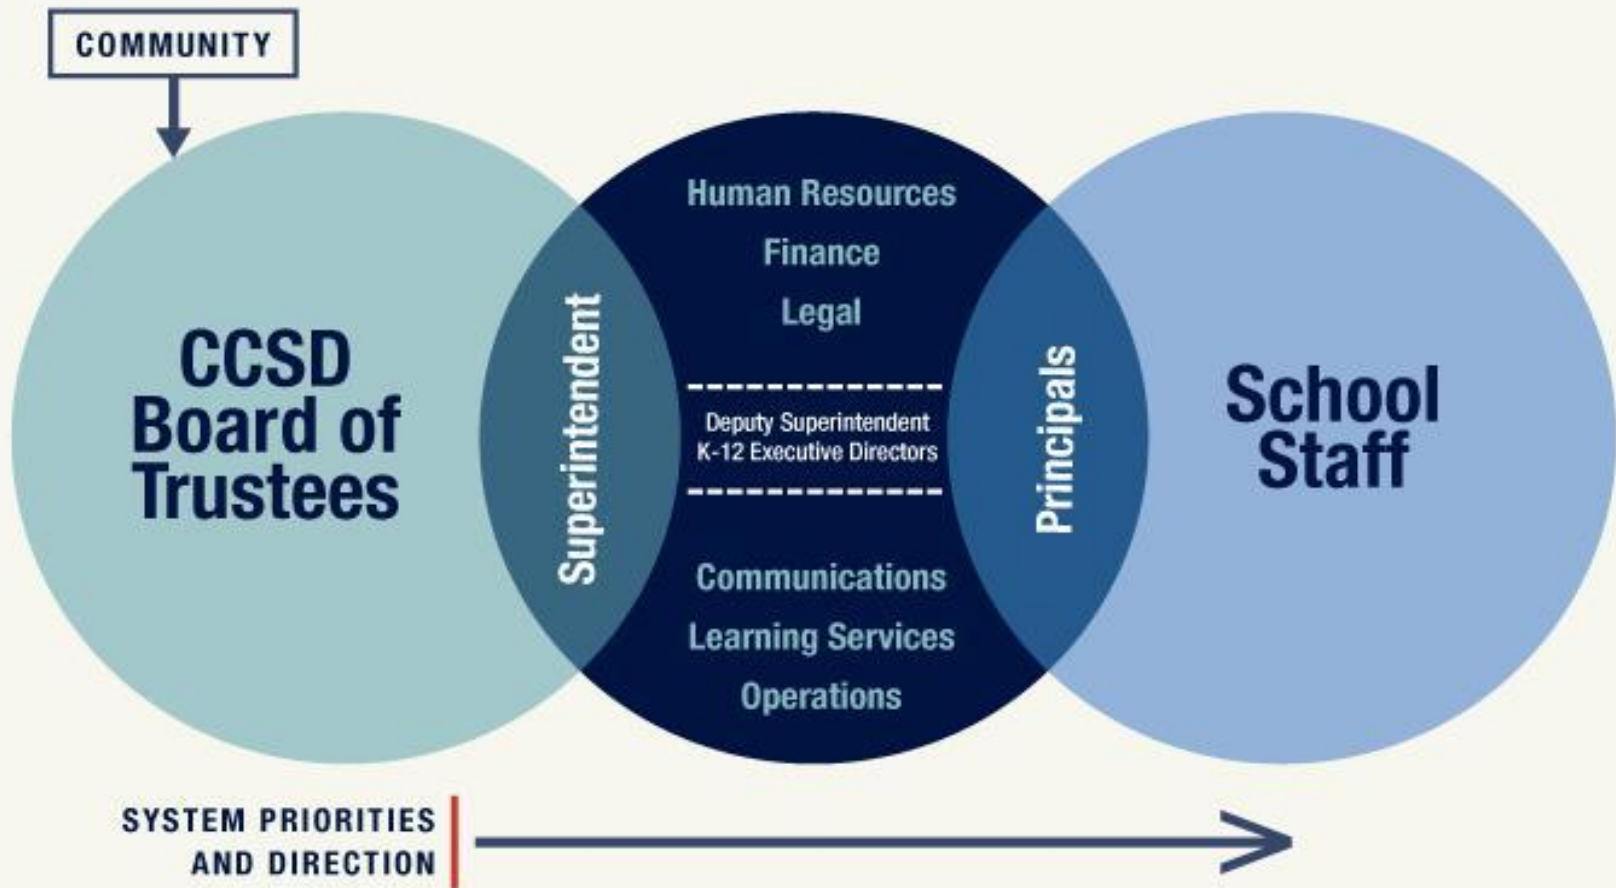 COMMUNITY
CCSD
Board of
Trustees
Superintendent
Human Resources
Finance
Legal
Deputy Superintendent
K-12 Executive Directors
Communications
Learning Services
Operations
Principals
School
Staff
SYSTEM PRIORITIES
AND DIRECTION